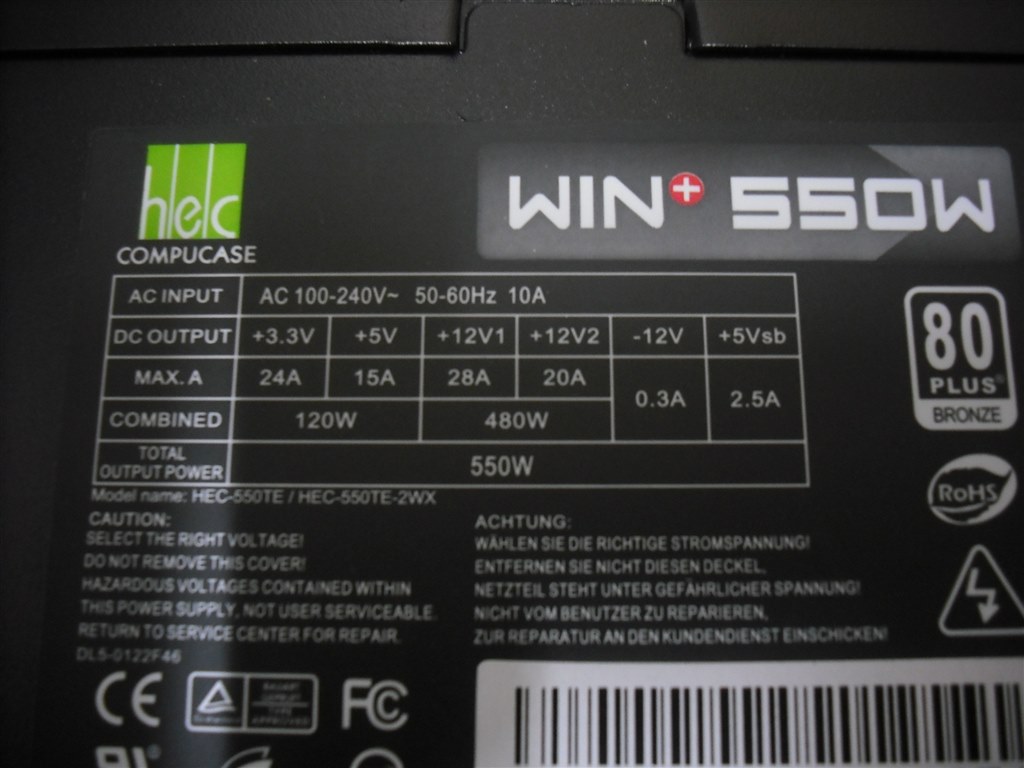 hec
COMPUCASE
WIN+ 550W
AC INPUT AC 100-240V~ 50-60Hz 10A
DC OUTPUT +3.3V +5V +12V1 +12V2 -12V +5Vsb
MAX. A 24A 15A 28A 20A 0.3A 2.5A
COMBINED 120W 480W
TOTAL
OUTPUT POWER 550W
80
PLUS
BRONZE
RoHS
Model name: HEC-550TE / HEC-550TE-2WX
CAUTION:
SELECT THE RIGHT VOLTAGE!
DO NOT REMOVE THIS COVER!
HAZARDOUS VOLTAGES CONTAINED WITHIN
THIS POWER SUPPLY, NOT USER SERVICEABLE.
RETURN TO SERVICE CENTER FOR REPAIR.
DL5-0122F46
ACHTUNG:
WÄHLEN SIE DIE RICHTIGE STROMSPANNUNG!
ENTFERNEN SIE NICHT DIESEN DECKEL.
NETZTEIL STEHT UNTER GEFÄHRLICHER SPANNUNG!
NICHT VOM BENUTZER ZU REPARIEREN,
ZUR REPARATUR AN DEN KUNDENDIENST EINSCHICKEN!
CE
FC